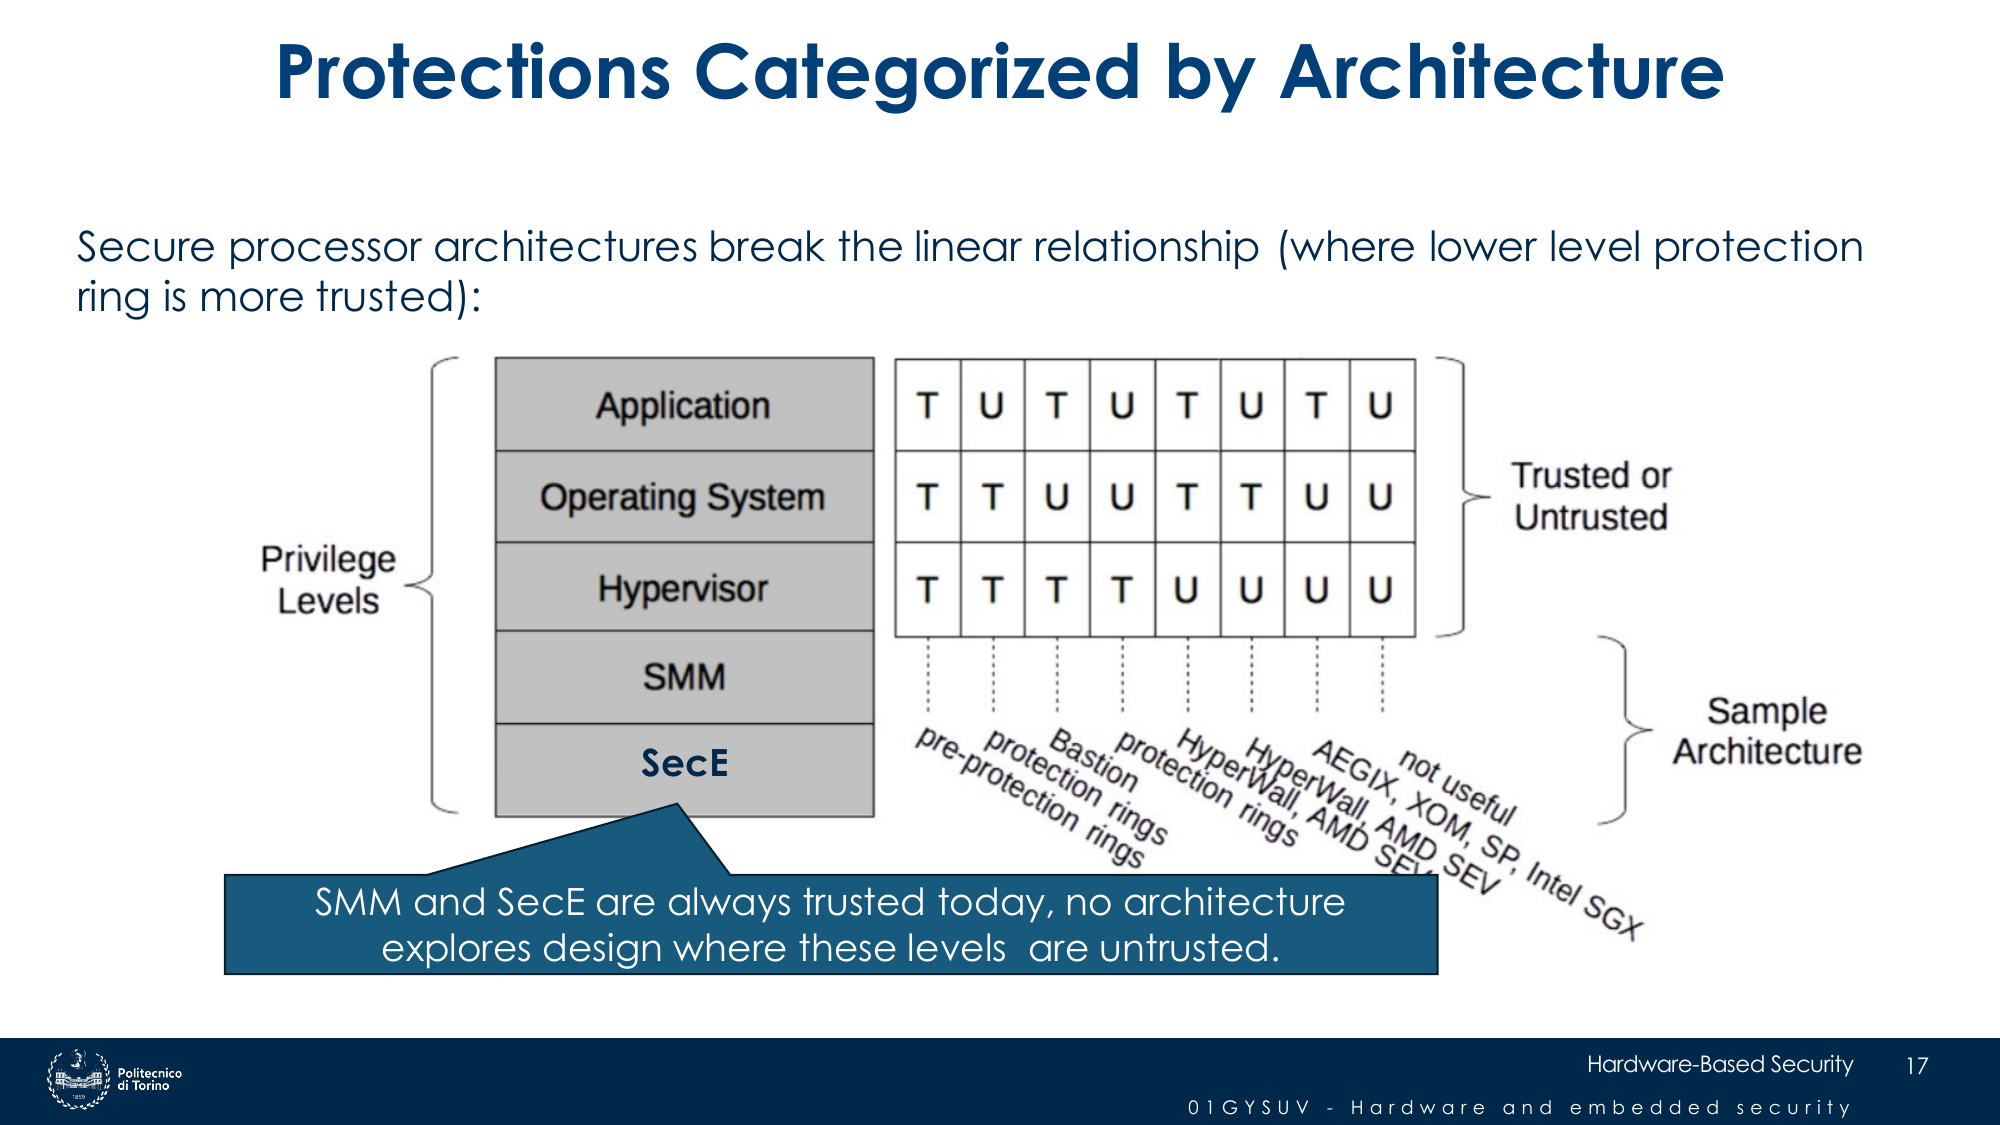 Protections Categorized by Architecture
Secure processor architectures break the linear relationship (where lower level protection
ring is more trusted):
Privilege
Levels
Application
Operating System
Hypervisor
SMM
SecE
T U T U T U T U
T T U U T T U U
T T T T U U U U
Trusted or
Untrusted
pre-protection rings
protection rings
Bastion
protection rings
HyperWall, AMD SEV
HyperWall, AMD SEV
AEGIX, XOM, SP, Intel SGX
not useful
Sample
Architecture
SMM and SecE are always trusted today, no architecture
explores design where these levels are untrusted.
Politecnico
di Torino
1859
Hardware-Based Security
17
01GYSUV - Hardware and embedded security